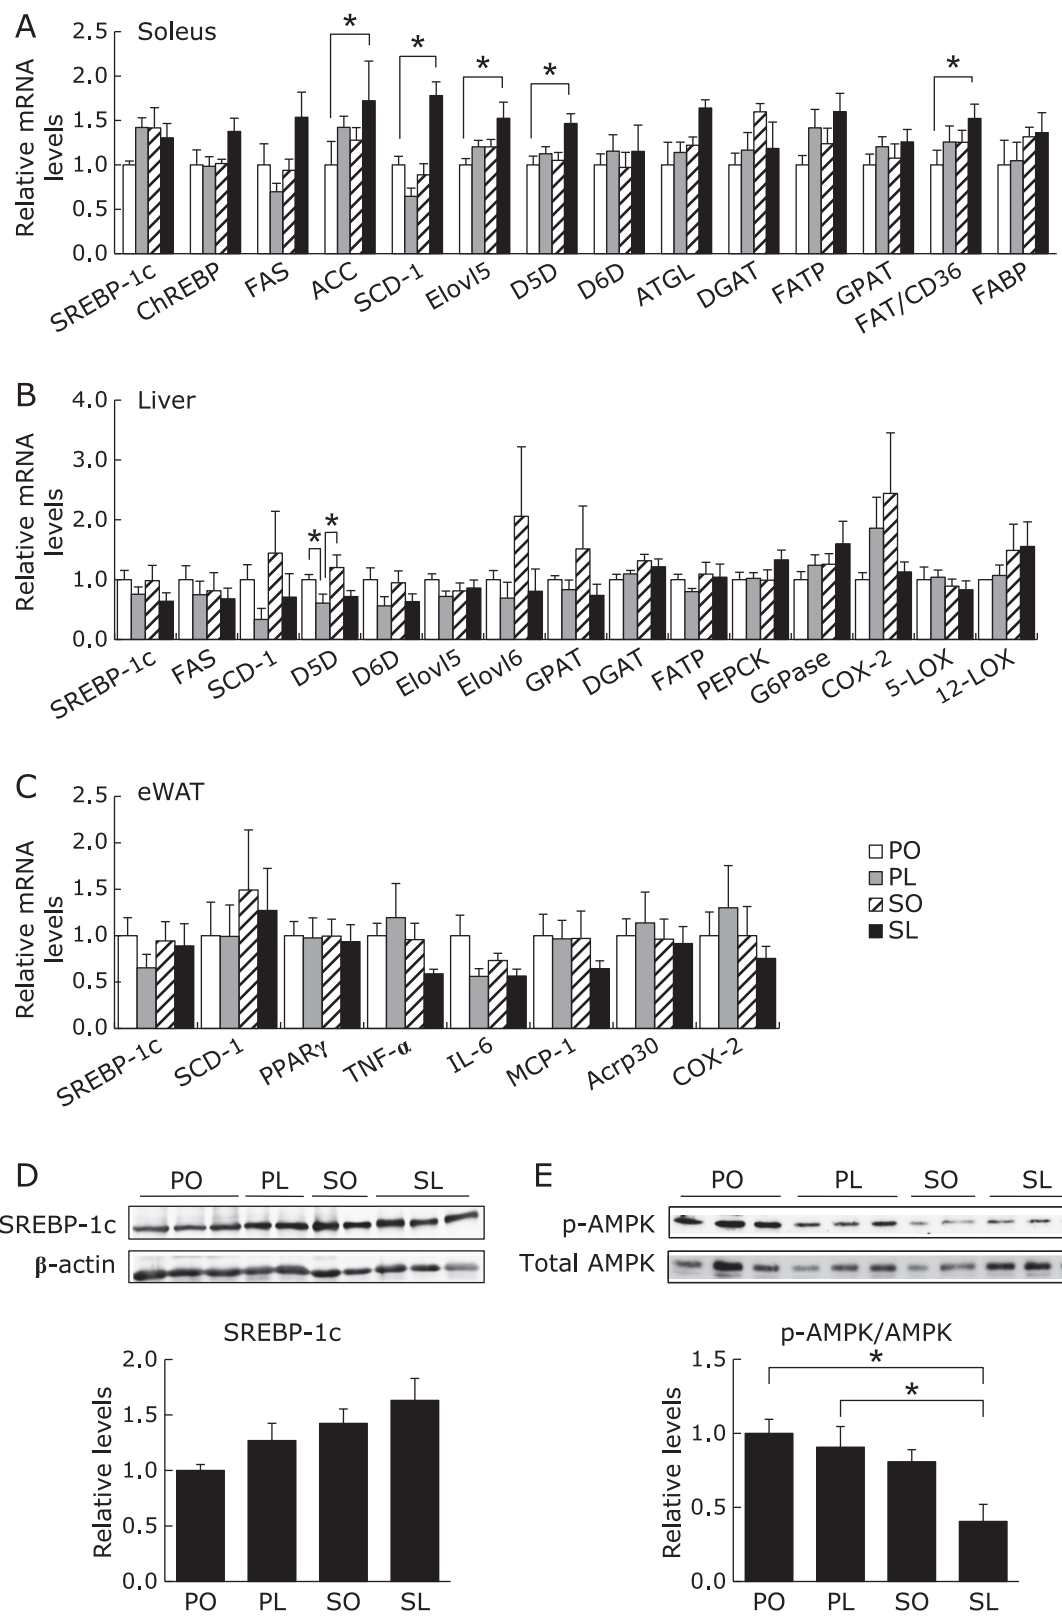 A
Soleus
Relative mRNA
levels
2.5
2.0
1.5
1.0
0.5
0.0
* * * * *
SREBP-1c ChREBP FAS ACC SCD-1 Elovl5 D5D D6D ATGL DGAT FATP GPAT FAT/CD36 FABP
B
Liver
Relative mRNA
levels
4.0
3.0
2.0
1.0
0.0
* *
SREBP-1c FAS SCD-1 D5D D6D Elovl5 Elovl6 GPAT DGAT FATP PEPCK G6Pase COX-2 5-LOX 12-LOX
C
eWAT
Relative mRNA
levels
2.5
2.0
1.5
1.0
0.5
0.0
SREBP-1c SCD-1 PPARγ TNF-α IL-6 MCP-1 Acrp30 COX-2
PO
PL
SO
SL
D
PO PL SO SL
SREBP-1c
β-actin
SREBP-1c
Relative levels
2.0
1.5
1.0
0.5
0.0
PO PL SO SL
E
PO PL SO SL
p-AMPK
Total AMPK
p-AMPK/AMPK
Relative levels
1.5
1.0
0.5
0.0
*
*
PO PL SO SL